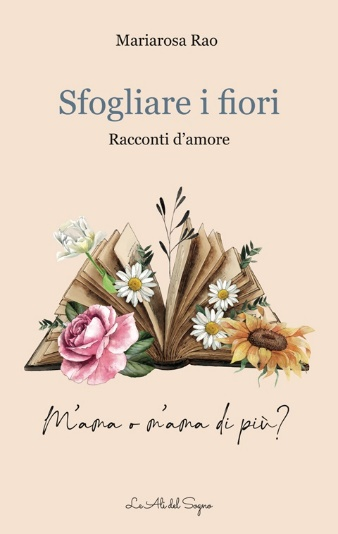 Mariarosa Rao
Sfogliare i fiori
Racconti d'amore
M'ama o m'ama di più?
Le Ali del Sogno